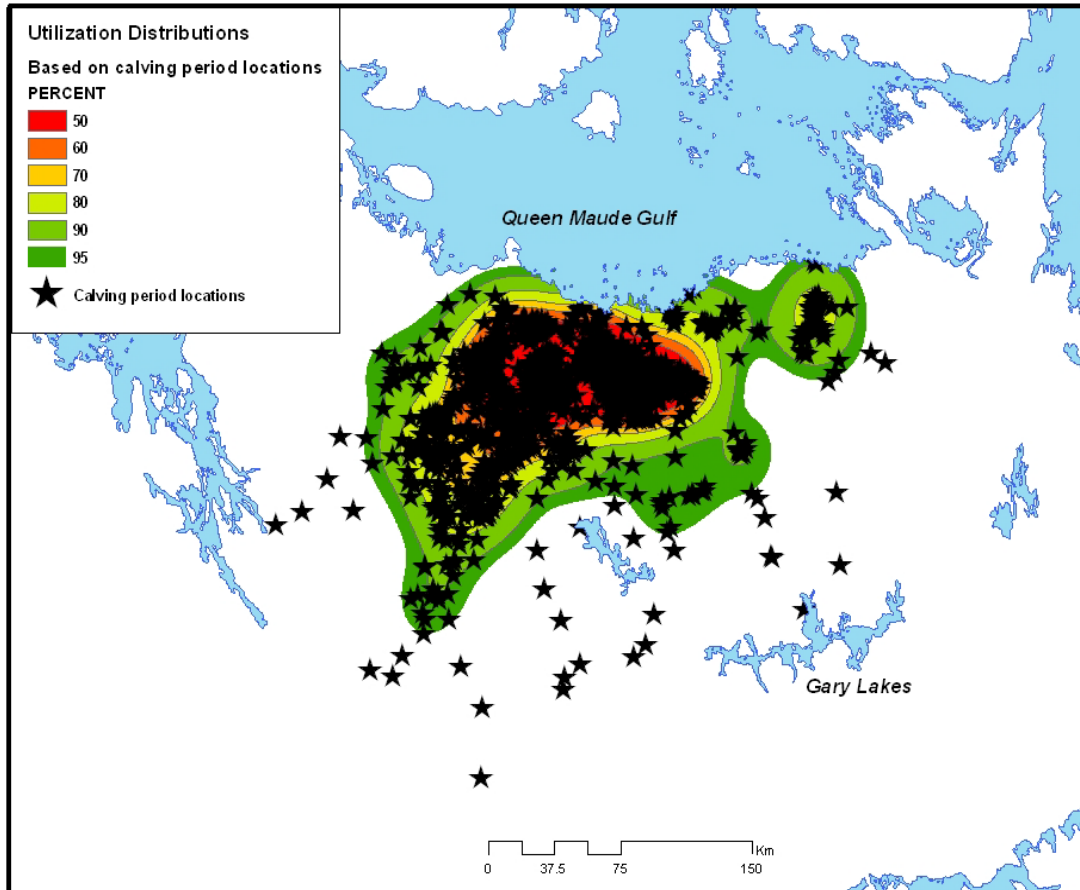 Utilization Distributions
Based on calving period locations
PERCENT
50
60
70
80
90
95
Calving period locations
Queen Maude Gulf
Gary Lakes
Km
0 37.5 75 150